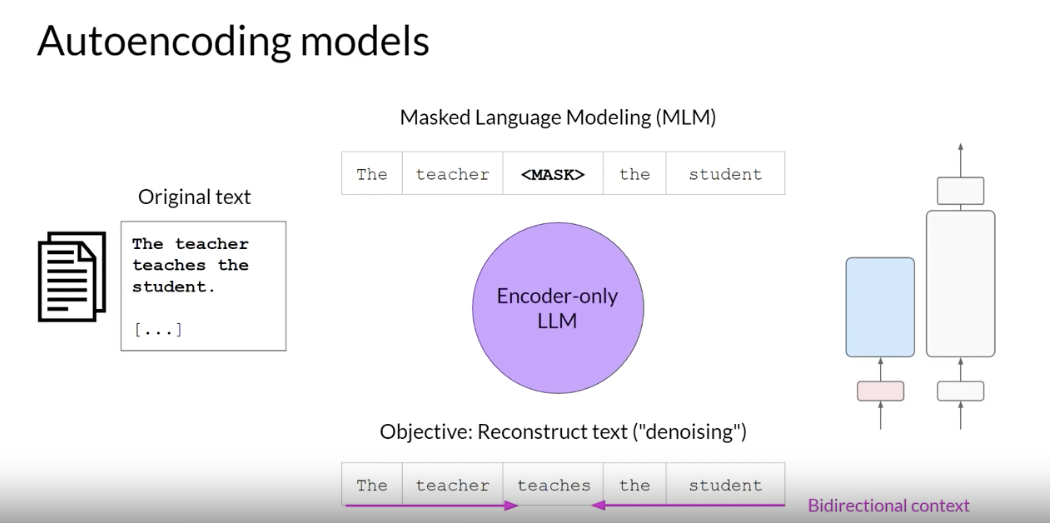 Autoencoding models
Masked Language Modeling (MLM)
The teacher <MASK> the student
Original text
The teacher
teaches the
student.
[...]
Encoder-only
LLM
Objective: Reconstruct text ("denoising")
The teacher teaches the student
Bidirectional context